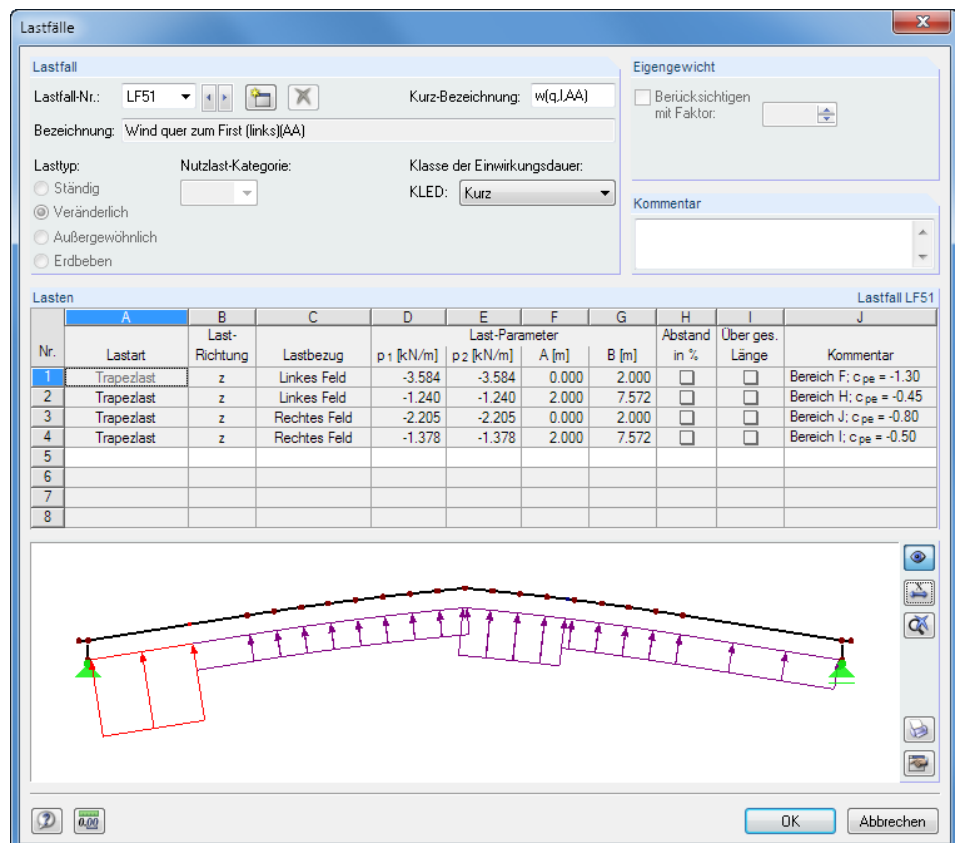 Lastfälle
Lastfall
Lastfall-Nr.: LF51
Kurz-Bezeichnung: w(q,l,AA)
Bezeichnung: Wind quer zum First (links)(AA)
Lasttyp:
Ständig
Veränderlich
Außergewöhnlich
Erdbeben
Nutzlast-Kategorie:
Klasse der Einwirkungsdauer:
KLED: Kurz
Eigengewicht
Berücksichtigen
mit Faktor:
Kommentar
Lasten Lastfall LF51
A B C D E F G H I J
Last- Last-Parameter Abstand Über ges.
Nr. Lastart Richtung Lastbezug p1 [kN/m] p2 [kN/m] A [m] B [m] in % Länge Kommentar
1 Trapezlast z Linkes Feld -3.584 -3.584 0.000 2.000 Bereich F; cpe = -1.30
2 Trapezlast z Linkes Feld -1.240 -1.240 2.000 7.572 Bereich H; cpe = -0.45
3 Trapezlast z Rechtes Feld -2.205 -2.205 0.000 2.000 Bereich J; cpe = -0.80
4 Trapezlast z Rechtes Feld -1.378 -1.378 2.000 7.572 Bereich I; cpe = -0.50
5
6
7
8
x
0.00
OK Abbrechen